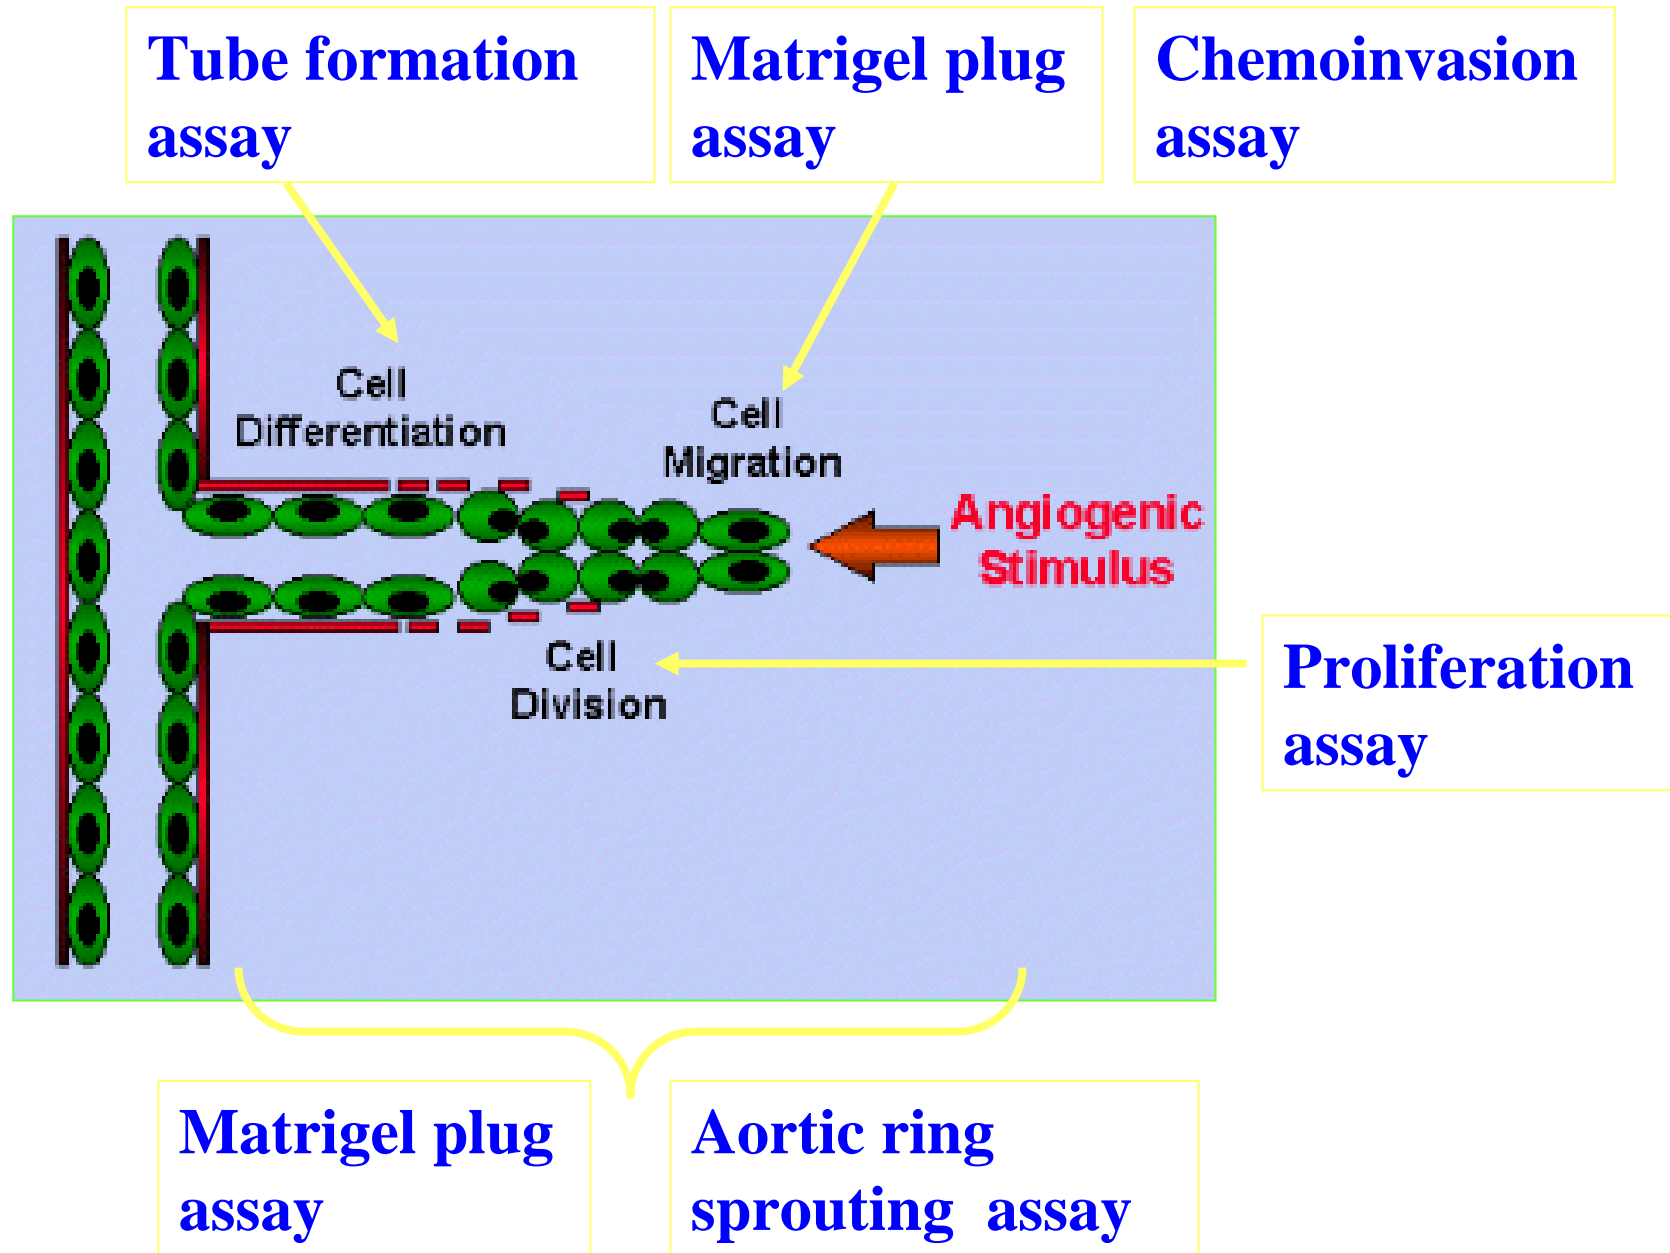 Tube formation
assay
Matrigel plug
assay
Chemoinvasion
assay
Cell
Differentiation
Cell
Migration
Angiogenic
Stimulus
Cell
Division
Proliferation
assay
Matrigel plug
assay
Aortic ring
sprouting  assay